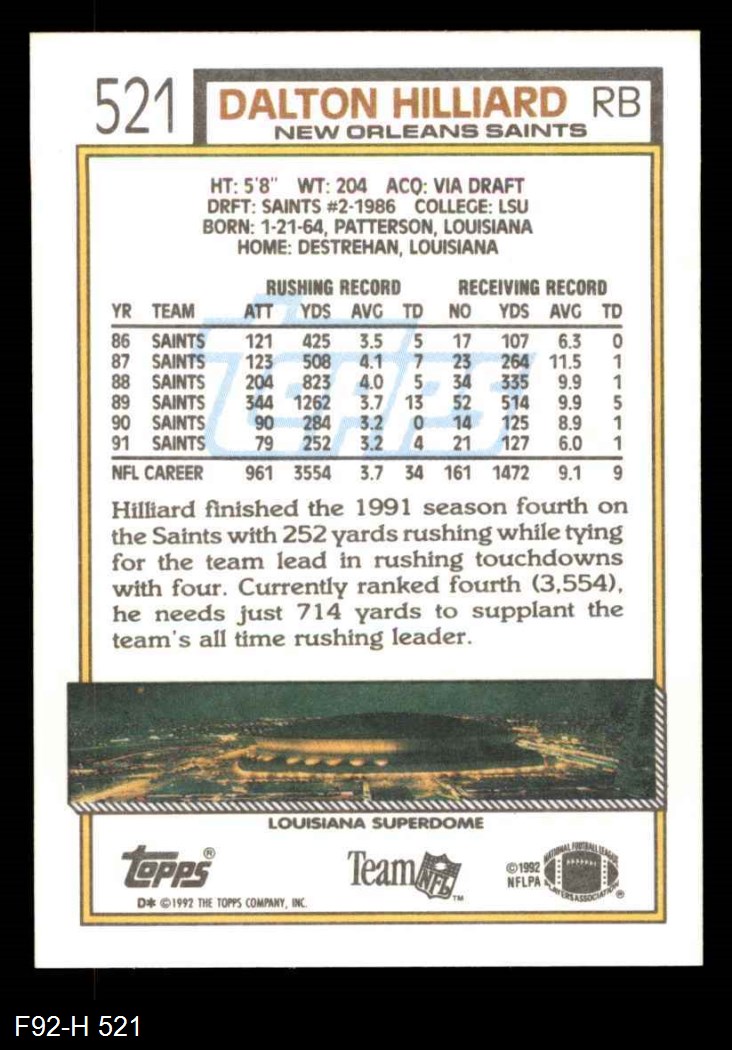 521 DALTON HILLIARD RB
NEW ORLEANS SAINTS
HT: 5'8" WT: 204 ACQ: VIA DRAFT
DRFT: SAINTS #2-1986 COLLEGE: LSU
BORN: 1-21-64, PATTERSON, LOUISIANA
HOME: DESTREHAN, LOUISIANA
RUSHING RECORD RECEIVING RECORD
YR TEAM ATT YDS AVG TD NO YDS AVG TD
86 SAINTS 121 425 3.5 5 17 107 6.3 0
87 SAINTS 123 508 4.1 7 23 264 11.5 1
88 SAINTS 204 823 4.0 5 34 335 9.9 1
89 SAINTS 344 1262 3.7 13 52 514 9.9 5
90 SAINTS 90 284 3.2 0 14 125 8.9 1
91 SAINTS 79 252 3.2 4 21 127 6.0 1
NFL CAREER 961 3554 3.7 34 161 1472 9.1 9
topps
Hilliard finished the 1991 season fourth on
the Saints with 252 yards rushing while tying
for the team lead in rushing touchdowns
with four. Currently ranked fourth (3,554),
he needs just 714 yards to supplant the
team's all time rushing leader.
LOUISIANA SUPERDOME
topps®
Team NFL™
©1992
NFLPA
NATIONAL FOOTBALL LEAGUE
PLAYERS ASSOCIATION ®
D* ©1992 THE TOPPS COMPANY, INC.
F92-H 521